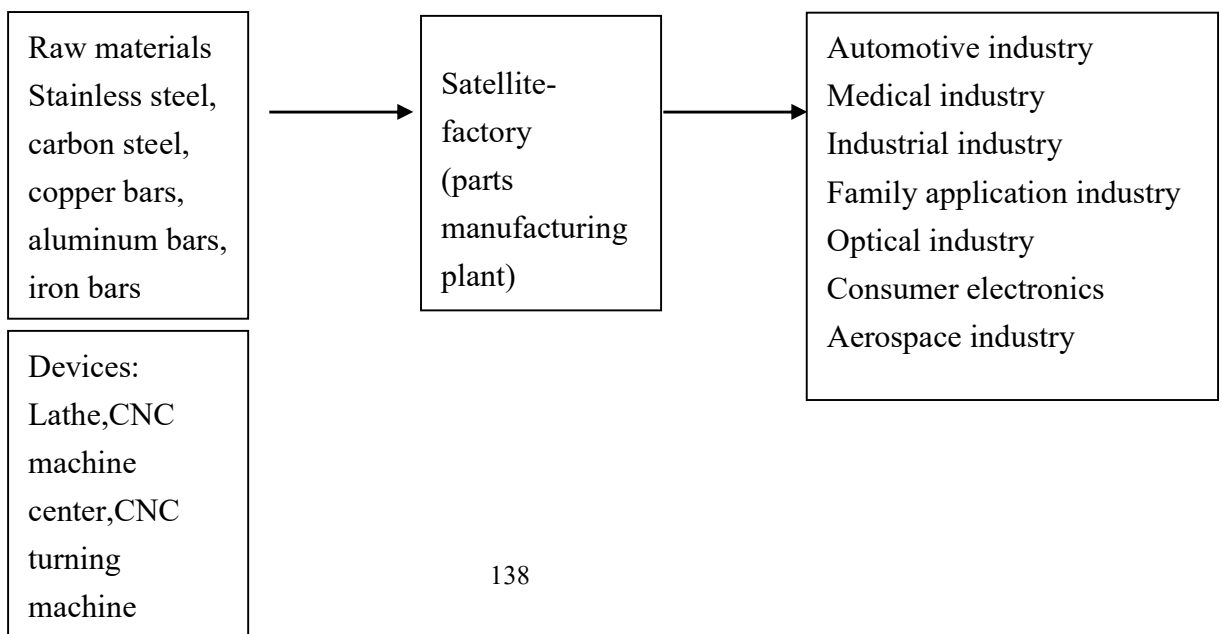 Raw materials
Stainless steel,
carbon steel,
copper bars,
aluminum bars,
iron bars
Devices:
Lathe,CNC
machine
center,CNC
turning
machine
Satellite-
factory
(parts
manufacturing
plant)
Automotive industry
Medical industry
Industrial industry
Family application industry
Optical industry
Consumer electronics
Aerospace industry
138